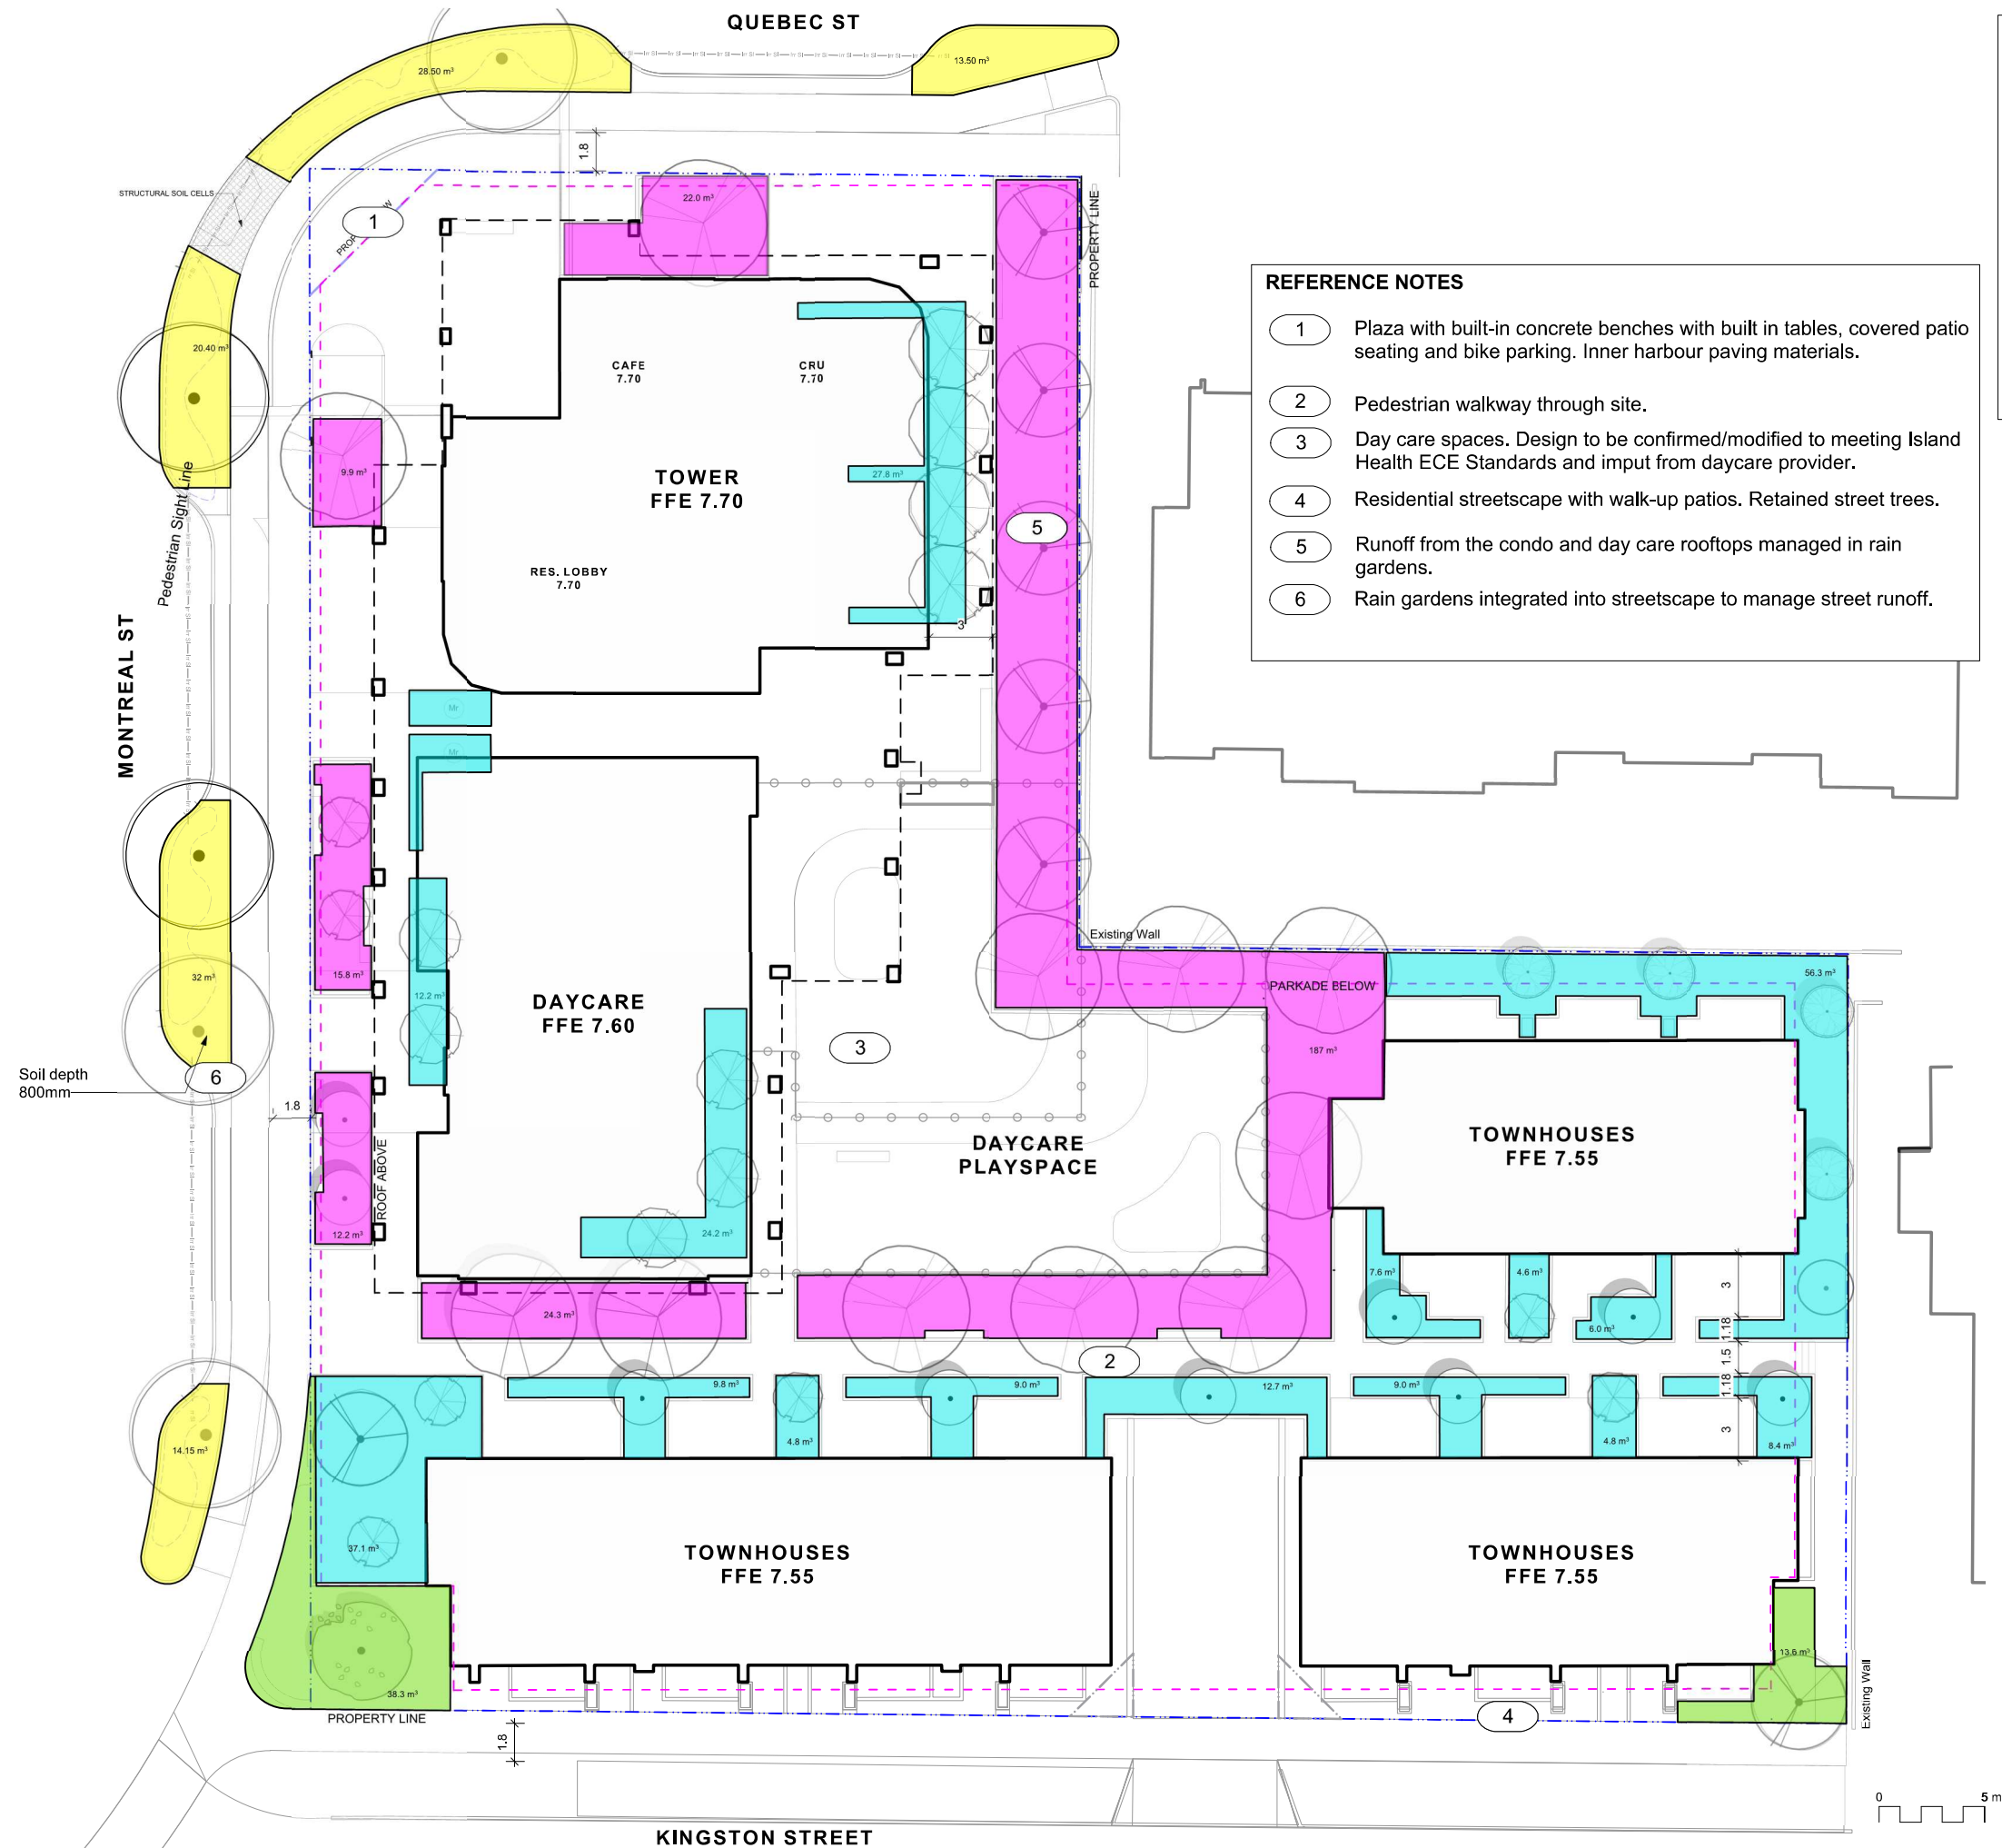 QUEBEC ST
28.50 m³
13.50 m³
1.8
STRUCTURAL SOIL CELLS
22.0 m³
1
PROPERTY LINE
REFERENCE NOTES
1 Plaza with built-in concrete benches with built in tables, covered patio
seating and bike parking. Inner harbour paving materials.
2 Pedestrian walkway through site.
3 Day care spaces. Design to be confirmed/modified to meeting Island
Health ECE Standards and imput from daycare provider.
4 Residential streetscape with walk-up patios. Retained street trees.
5 Runoff from the condo and day care rooftops managed in rain
gardens.
6 Rain gardens integrated into streetscape to manage street runoff.
20.40 m³
CAFE
7.70
CRU
7.70
9.9 m³
TOWER
FFE 7.70
27.8 m³
5
Pedestrian Sight Line
RES. LOBBY
7.70
3
MONTREAL ST
Mr
Mr
Existing Wall
32 m³
15.8 m³
12.2 m³
DAYCARE
FFE 7.60
PARKADE BELOW
56.3 m³
3
187 m³
Soil depth
800mm
6
1.8
ROOF ABOVE
DAYCARE
PLAYSPACE
TOWNHOUSES
FFE 7.55
12.2 m³
24.2 m³
7.6 m³
4.6 m³
6.0 m³
3
1.18
1.5
1.18
3
24.3 m³
2
9.8 m³
4.8 m³
9.0 m³
12.7 m³
9.0 m³
4.8 m³
8.4 m³
14.15 m³
37.1 m³
TOWNHOUSES
FFE 7.55
TOWNHOUSES
FFE 7.55
13.6 m³
38.3 m³
PROPERTY LINE
4
Existing Wall
1.8
0
5 m
KINGSTON STREET